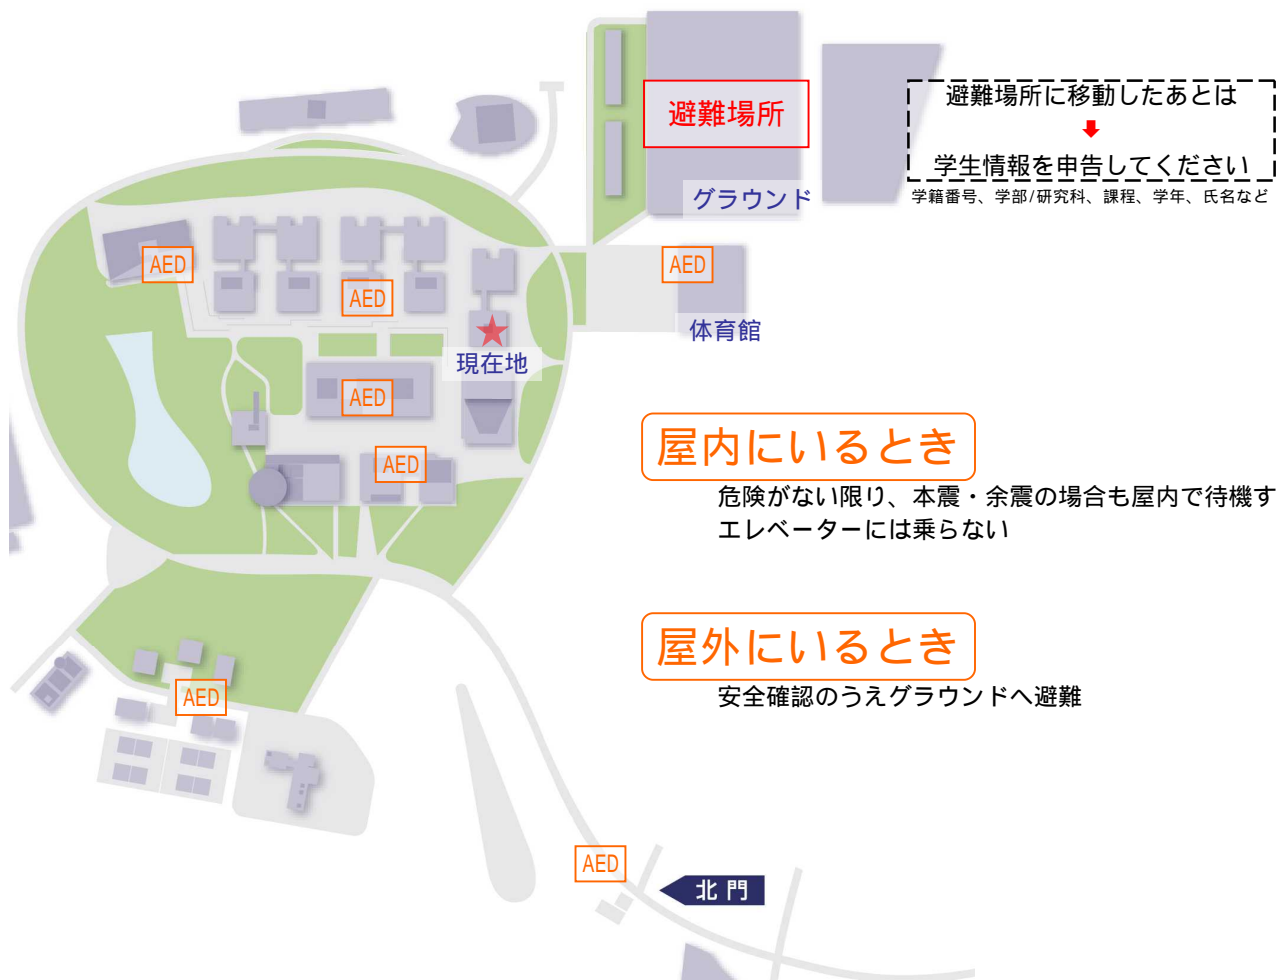 避難場所
避難場所に移動したあとは
学生情報を申告してください
学籍番号、学部/研究科、課程、学年、氏名など
グラウンド
AED
AED
AED
体育館
現在地
AED
AED
屋内にいるとき
危険がない限り、本震・余震の場合も屋内で待機す
エレベーターには乗らない
屋外にいるとき
安全確認のうえグラウンドへ避難
AED
AED
北門